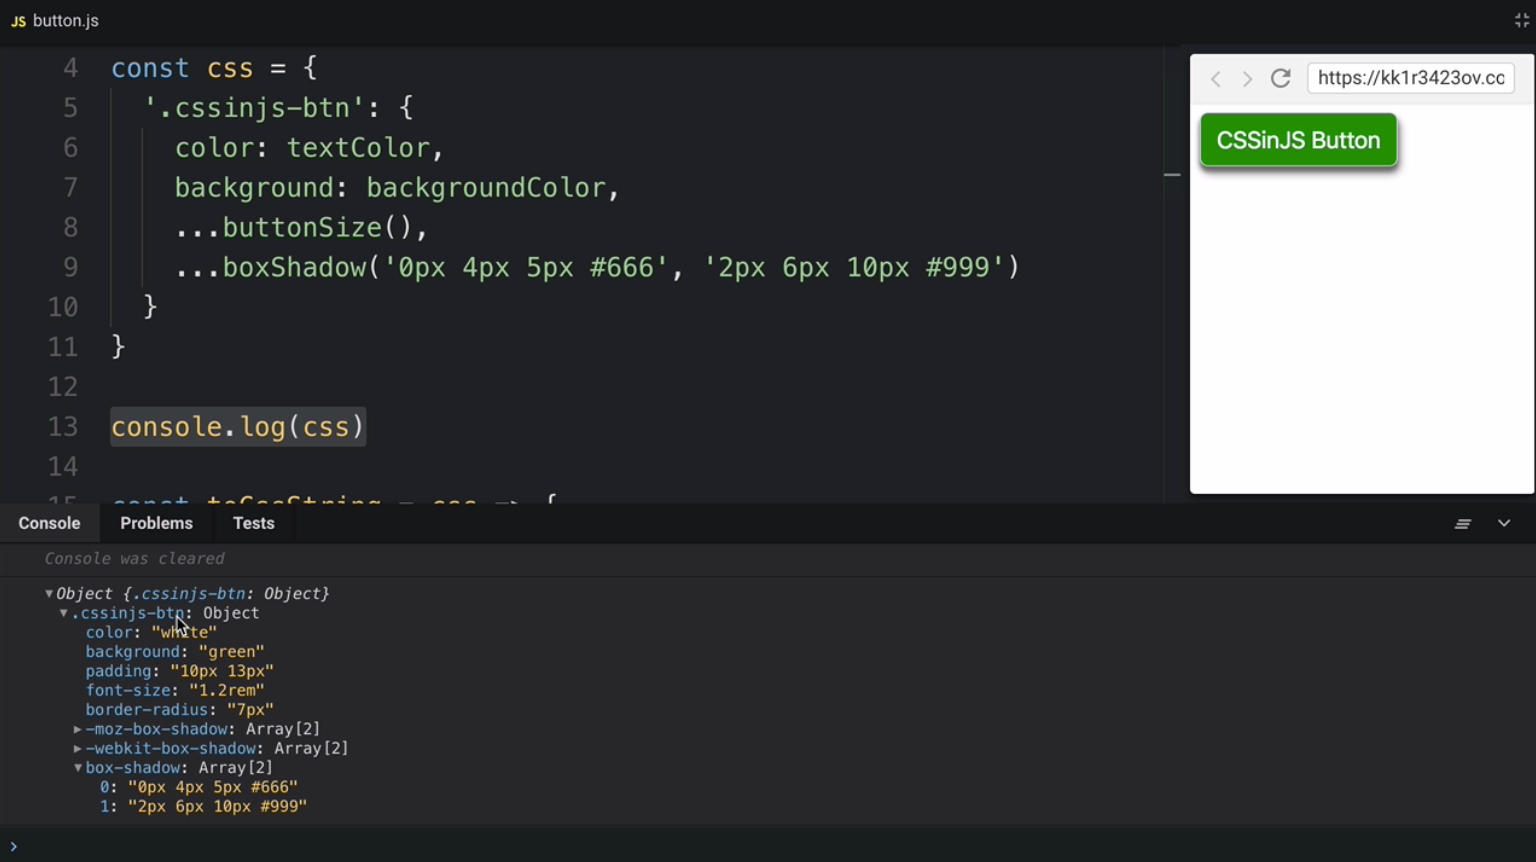 JS button.js
4 const css = {
5 '.cssinjs-btn': {
6 color: textColor,
7 background: backgroundColor,
8 ...buttonSize(),
9 ...boxShadow('0px 4px 5px #666', '2px 6px 10px #999')
10 }
11 }
12
13 console.log(css)
14
15 const toCssString = css => {
https://kk1r3423ov.cc
CSSinJS Button
Console Problems Tests
Console was cleared
▼Object {.cssinjs-btn: Object}
▼.cssinjs-btn: Object
color: "white"
background: "green"
padding: "10px 13px"
font-size: "1.2rem"
border-radius: "7px"
▶-moz-box-shadow: Array[2]
▶-webkit-box-shadow: Array[2]
▼box-shadow: Array[2]
0: "0px 4px 5px #666"
1: "2px 6px 10px #999"